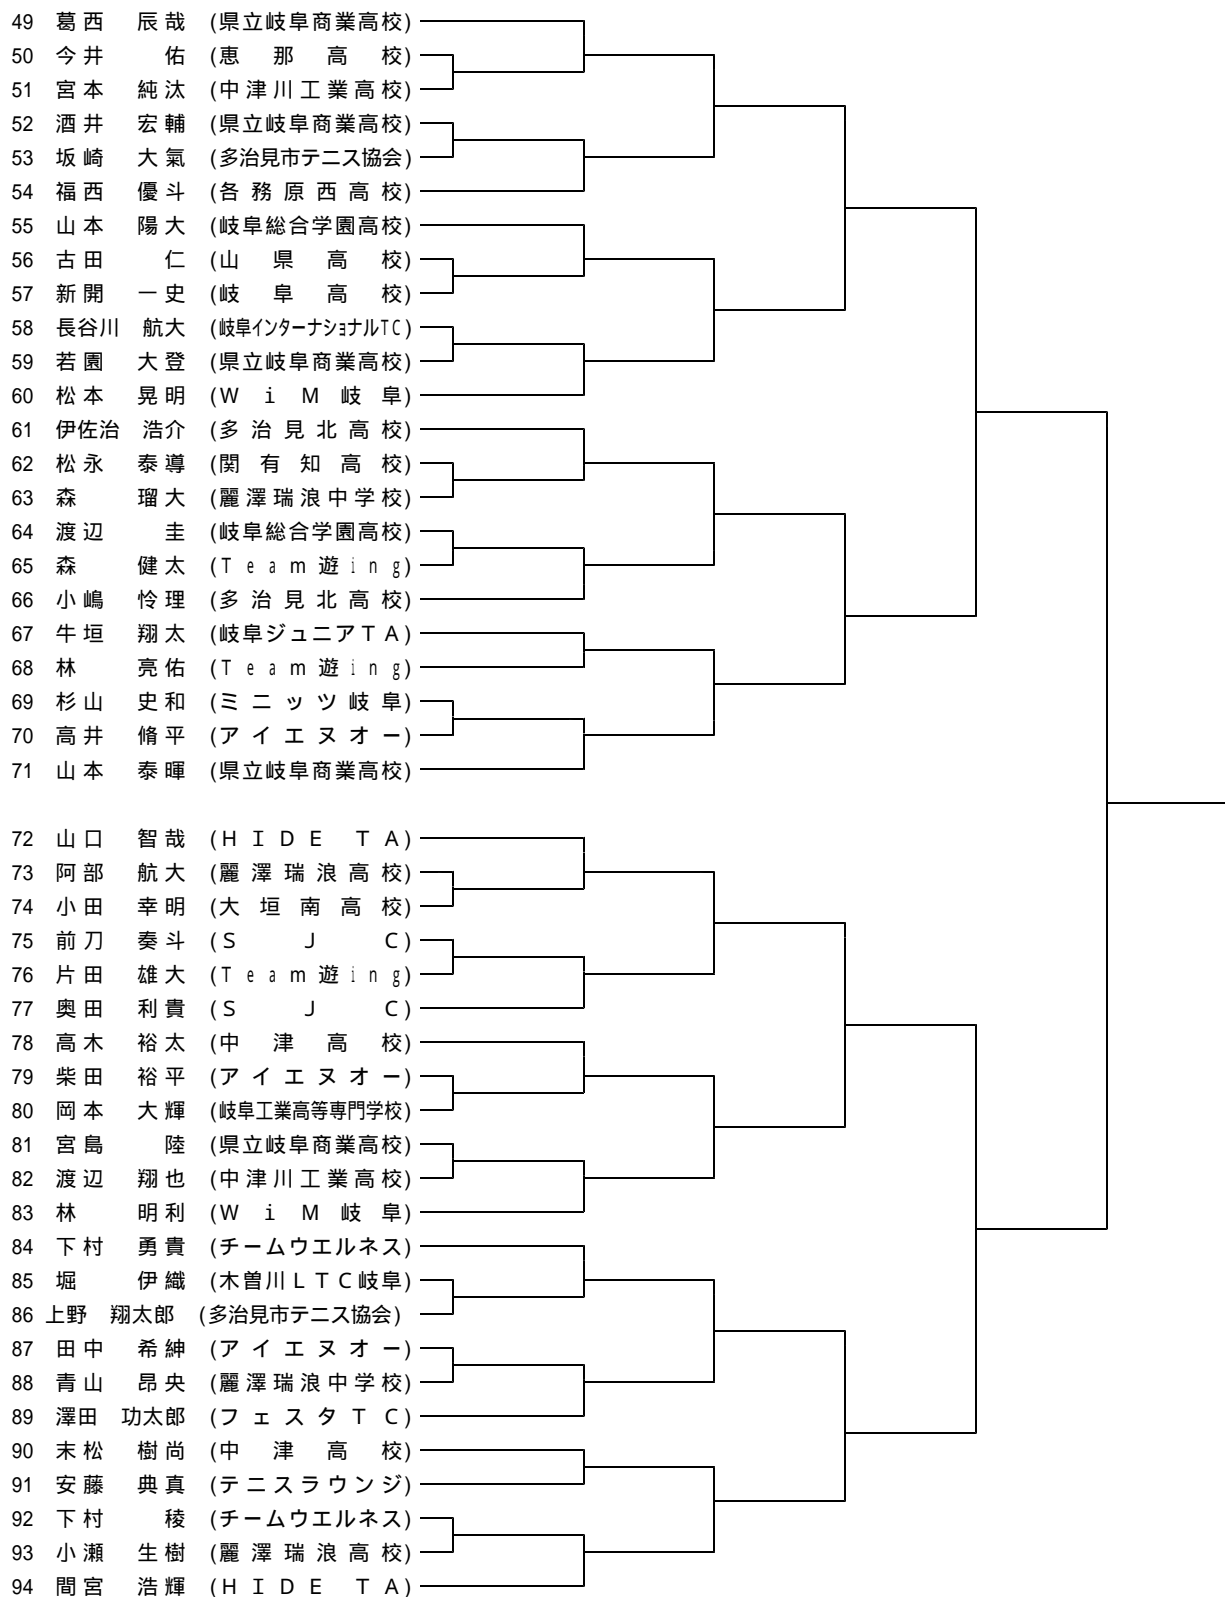 49 葛西 辰哉 (県立岐阜商業高校)
50 今井 佑 (恵那高校)
51 宮本 純汰 (中津川工業高校)
52 酒井 宏輔 (県立岐阜商業高校)
53 坂崎 大氣 (多治見市テニス協会)
54 福西 優斗 (各務原西高校)
55 山本 陽大 (岐阜総合学園高校)
56 古田 仁 (山県高校)
57 新開 一史 (岐阜高校)
58 長谷川 航大 (岐阜インターナショナルTC)
59 若園 大登 (県立岐阜商業高校)
60 松本 晃明 (WiM岐阜)
61 伊佐治 浩介 (多治見北高校)
62 松永 泰導 (関有知高校)
63 森 瑠大 (麗澤瑞浪中学校)
64 渡辺 圭 (岐阜総合学園高校)
65 森 健太 (Team遊ing)
66 小嶋 怜理 (多治見北高校)
67 牛垣 翔太 (岐阜ジュニアTA)
68 林 亮佑 (Team遊ing)
69 杉山 史和 (ミニッツ岐阜)
70 高井 脩平 (アイエヌオー)
71 山本 泰暉 (県立岐阜商業高校)
72 山口 智哉 (HIDE TA)
73 阿部 航大 (麗澤瑞浪高校)
74 小田 幸明 (大垣南高校)
75 前刀 奏斗 (SJC)
76 片田 雄大 (Team遊ing)
77 奥田 利貴 (SJC)
78 高木 裕太 (中津高校)
79 柴田 裕平 (アイエヌオー)
80 岡本 大輝 (岐阜工業高等専門学校)
81 宮島 陸 (県立岐阜商業高校)
82 渡辺 翔也 (中津川工業高校)
83 林 明利 (WiM岐阜)
84 下村 勇貴 (チームウエルネス)
85 堀 伊織 (木曽川LTC岐阜)
86 上野 翔太郎 (多治見市テニス協会)
87 田中 希紳 (アイエヌオー)
88 青山 昂央 (麗澤瑞浪中学校)
89 澤田 功太郎 (フェスタTC)
90 末松 樹尚 (中津高校)
91 安藤 典真 (テニスラウンジ)
92 下村 稜 (チームウエルネス)
93 小瀬 生樹 (麗澤瑞浪高校)
94 間宮 浩輝 (HIDE TA)